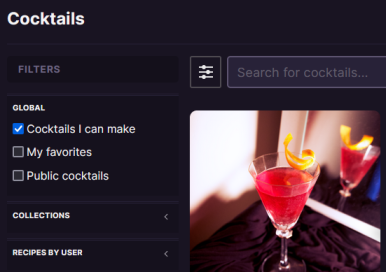 Cocktails
FILTERS
Search for cocktails...
GLOBAL
Cocktails I can make
My favorites
Public cocktails
COLLECTIONS
RECIPES BY USER